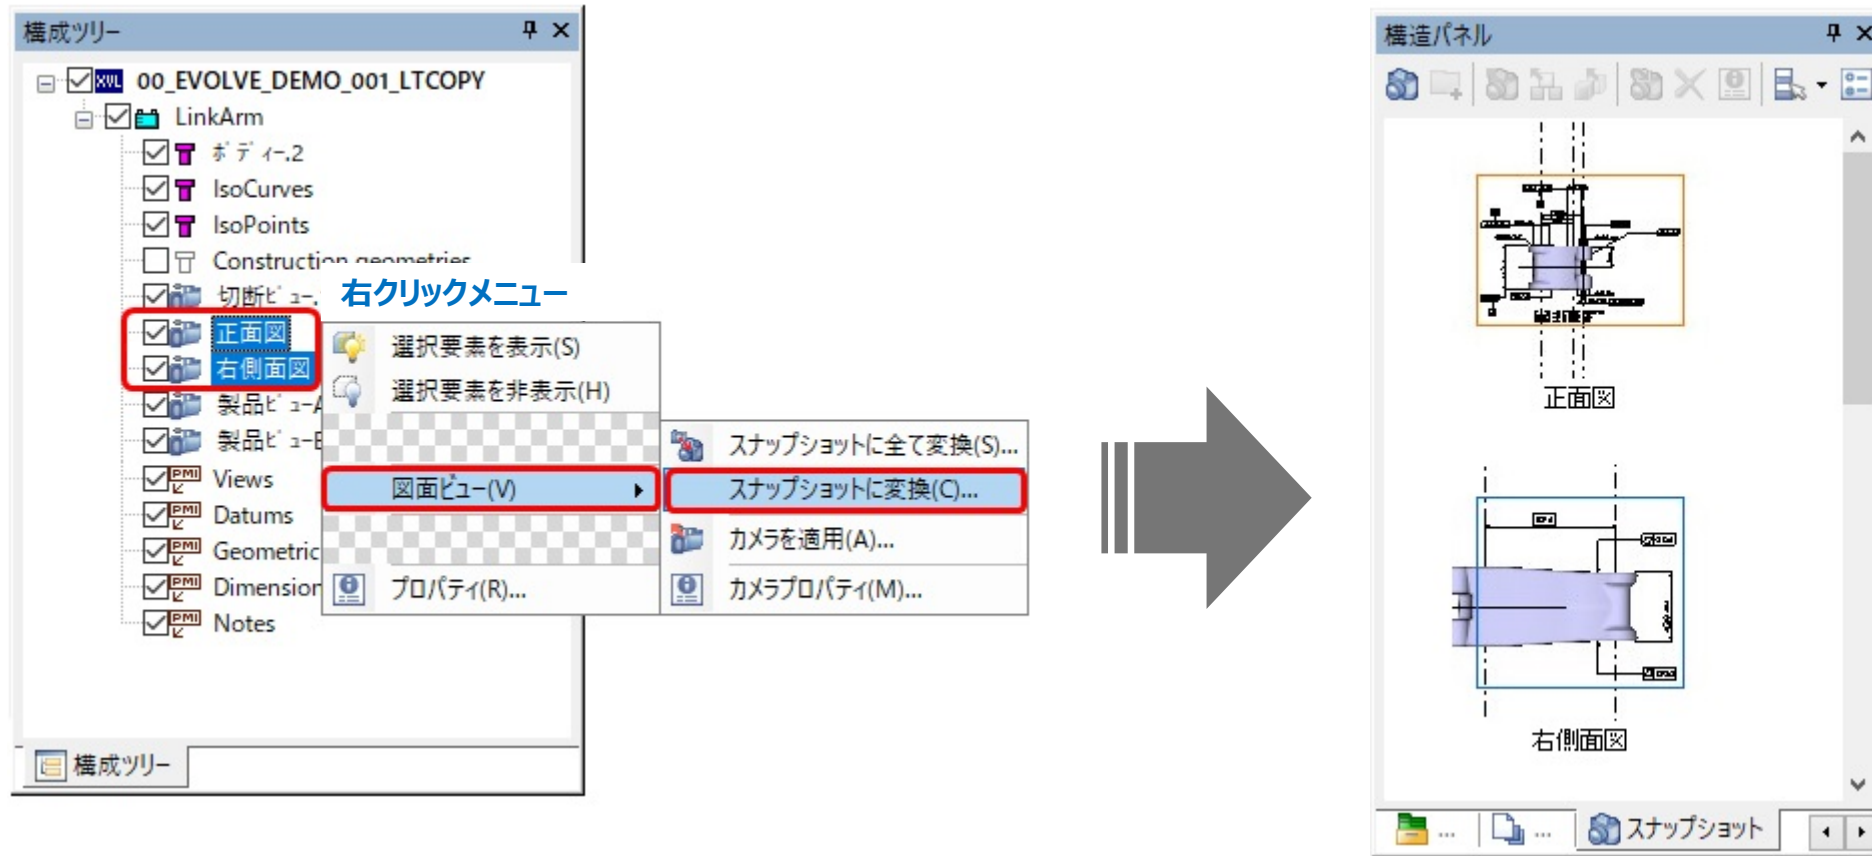 構成ツリー
00_EVOLVE_DEMO_001_LTCOPY
LinkArm
ﾎﾞﾃﾞｨｰ.2
IsoCurves
IsoPoints
Construction geometries
切断ﾋﾞｭｰ.
正面図
右側面図
製品ﾋﾞｭｰA
製品ﾋﾞｭｰB
Views
Datums
Geometric
Dimension
Notes
構成ツリー
右クリックメニュー
選択要素を表示(S)
選択要素を非表示(H)
図面ビュー(V)
プロパティ(R)...
スナップショットに全て変換(S)...
スナップショットに変換(C)...
カメラを適用(A)...
カメラプロパティ(M)...
構造パネル
正面図
右側面図
... ... スナップショット